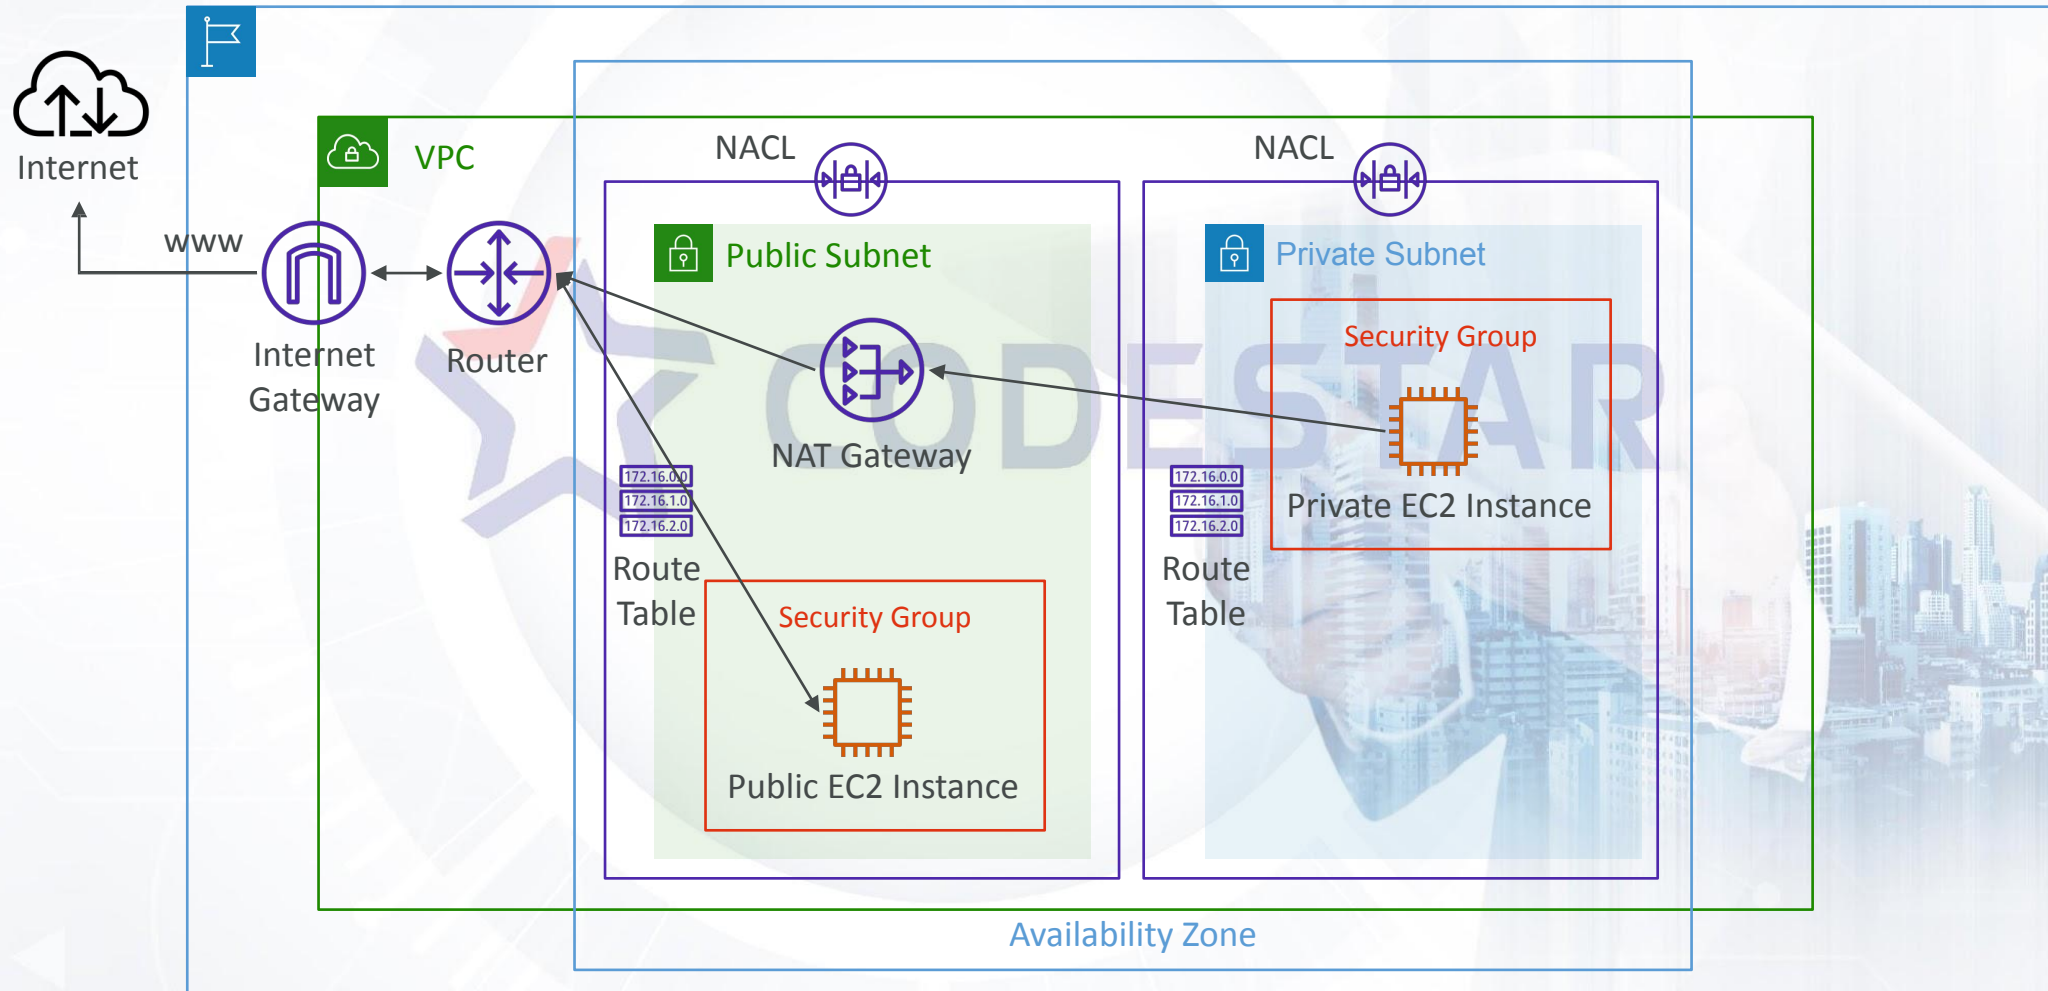 Internet
www
VPC
Internet
Gateway
Router
NACL
Public Subnet
NAT Gateway
172.16.0.0
172.16.1.0
172.16.2.0
Route
Table
Security Group
Public EC2 Instance
NACL
Private Subnet
Security Group
Private EC2 Instance
172.16.0.0
172.16.1.0
172.16.2.0
Route
Table
Availability Zone
CODESTAR